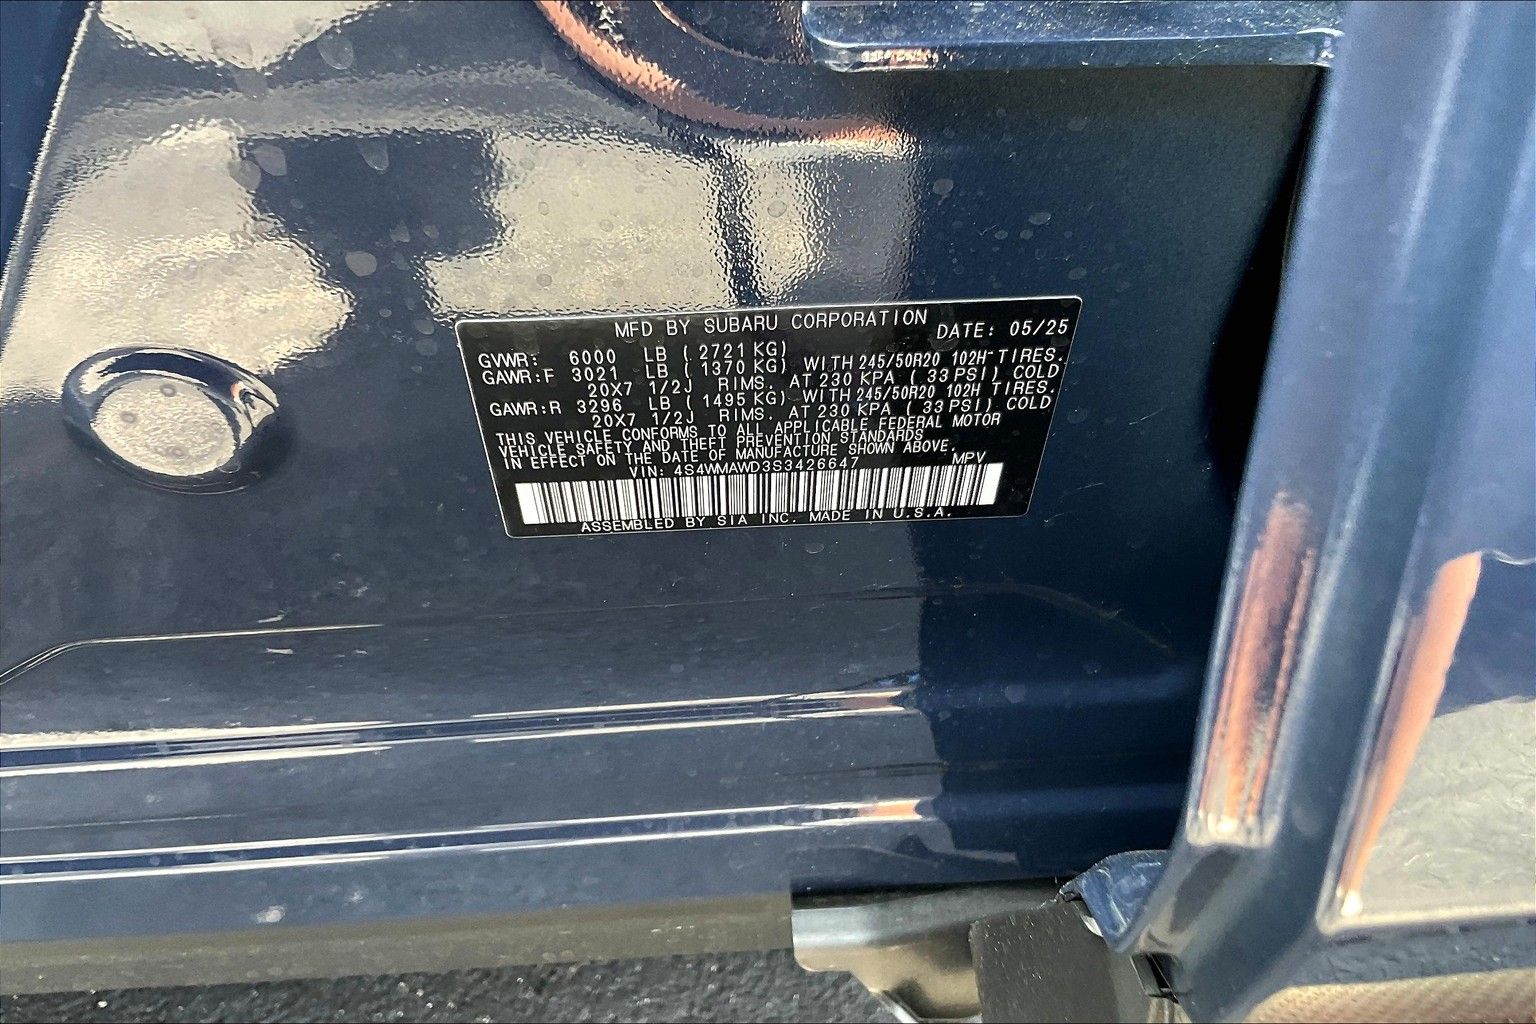 MFD BY SUBARU CORPORATION DATE: 05/25
GVWR: 6000 LB ( 2721 KG)
GAWR:F 3021 LB ( 1370 KG) WITH 245/50R20 102H TIRES.
20X7 1/2J RIMS. AT 230 KPA ( 33 PSI) COLD
GAWR:R 3296 LB ( 1495 KG) WITH 245/50R20 102H TIRES.
20X7 1/2J RIMS. AT 230 KPA ( 33 PSI) COLD
THIS VEHICLE CONFORMS TO ALL APPLICABLE FEDERAL MOTOR
VEHICLE SAFETY AND THEFT PREVENTION STANDARDS
IN EFFECT ON THE DATE OF MANUFACTURE SHOWN ABOVE.
VIN: 4S4WMAWD3S3426647 MPV
ASSEMBLED BY SIA INC. MADE IN U.S.A.